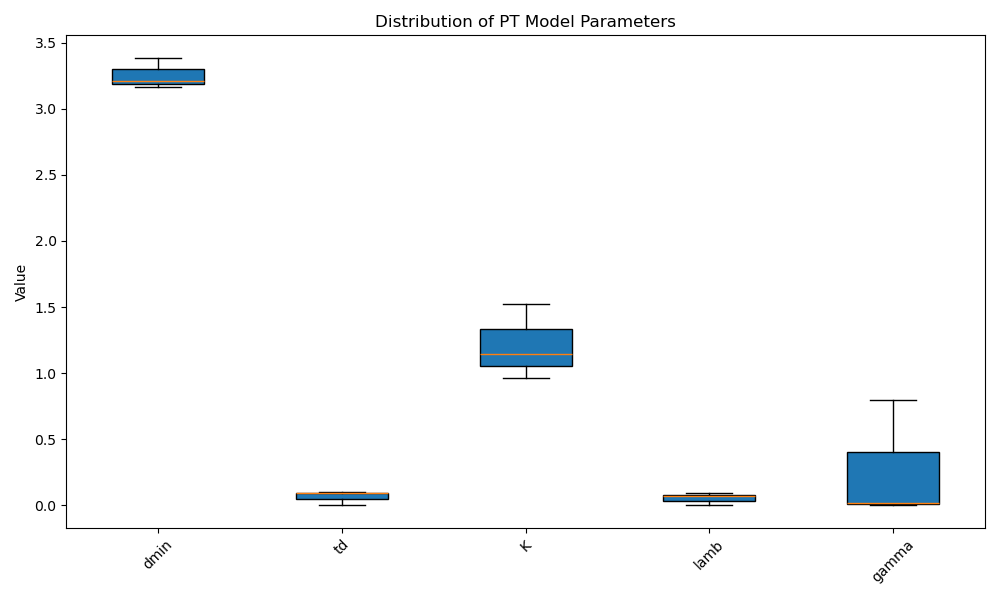 Distribution of PT Model Parameters
Value
3.5
3.0
2.5
2.0
1.5
1.0
0.5
0.0
dmin
td
K
lamb
gamma